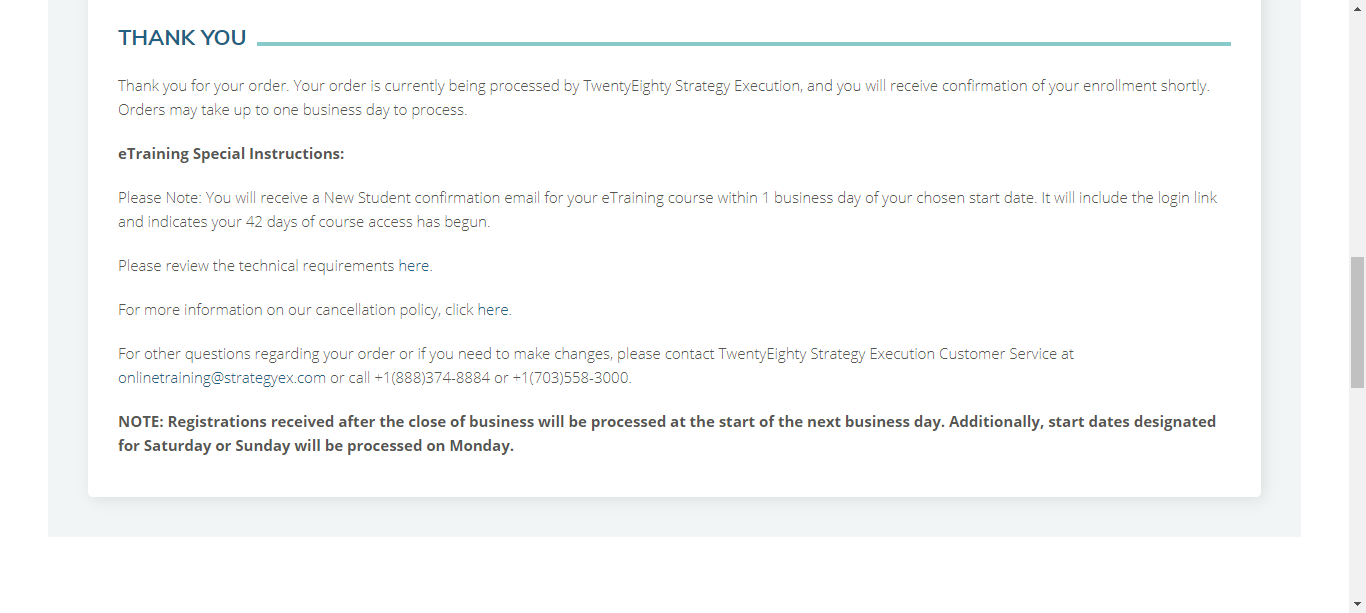 THANK YOU
Thank you for your order. Your order is currently being processed by TwentyEighty Strategy Execution, and you will receive confirmation of your enrollment shortly.
Orders may take up to one business day to process.
eTraining Special Instructions:
Please Note: You will receive a New Student confirmation email for your eTraining course within 1 business day of your chosen start date. It will include the login link
and indicates your 42 days of course access has begun.
Please review the technical requirements here.
For more information on our cancellation policy, click here.
For other questions regarding your order or if you need to make changes, please contact TwentyEighty Strategy Execution Customer Service at
onlinetraining@strategyex.com or call +1(888)374-8884 or +1(703)558-3000.
NOTE: Registrations received after the close of business will be processed at the start of the next business day. Additionally, start dates designated
for Saturday or Sunday will be processed on Monday.